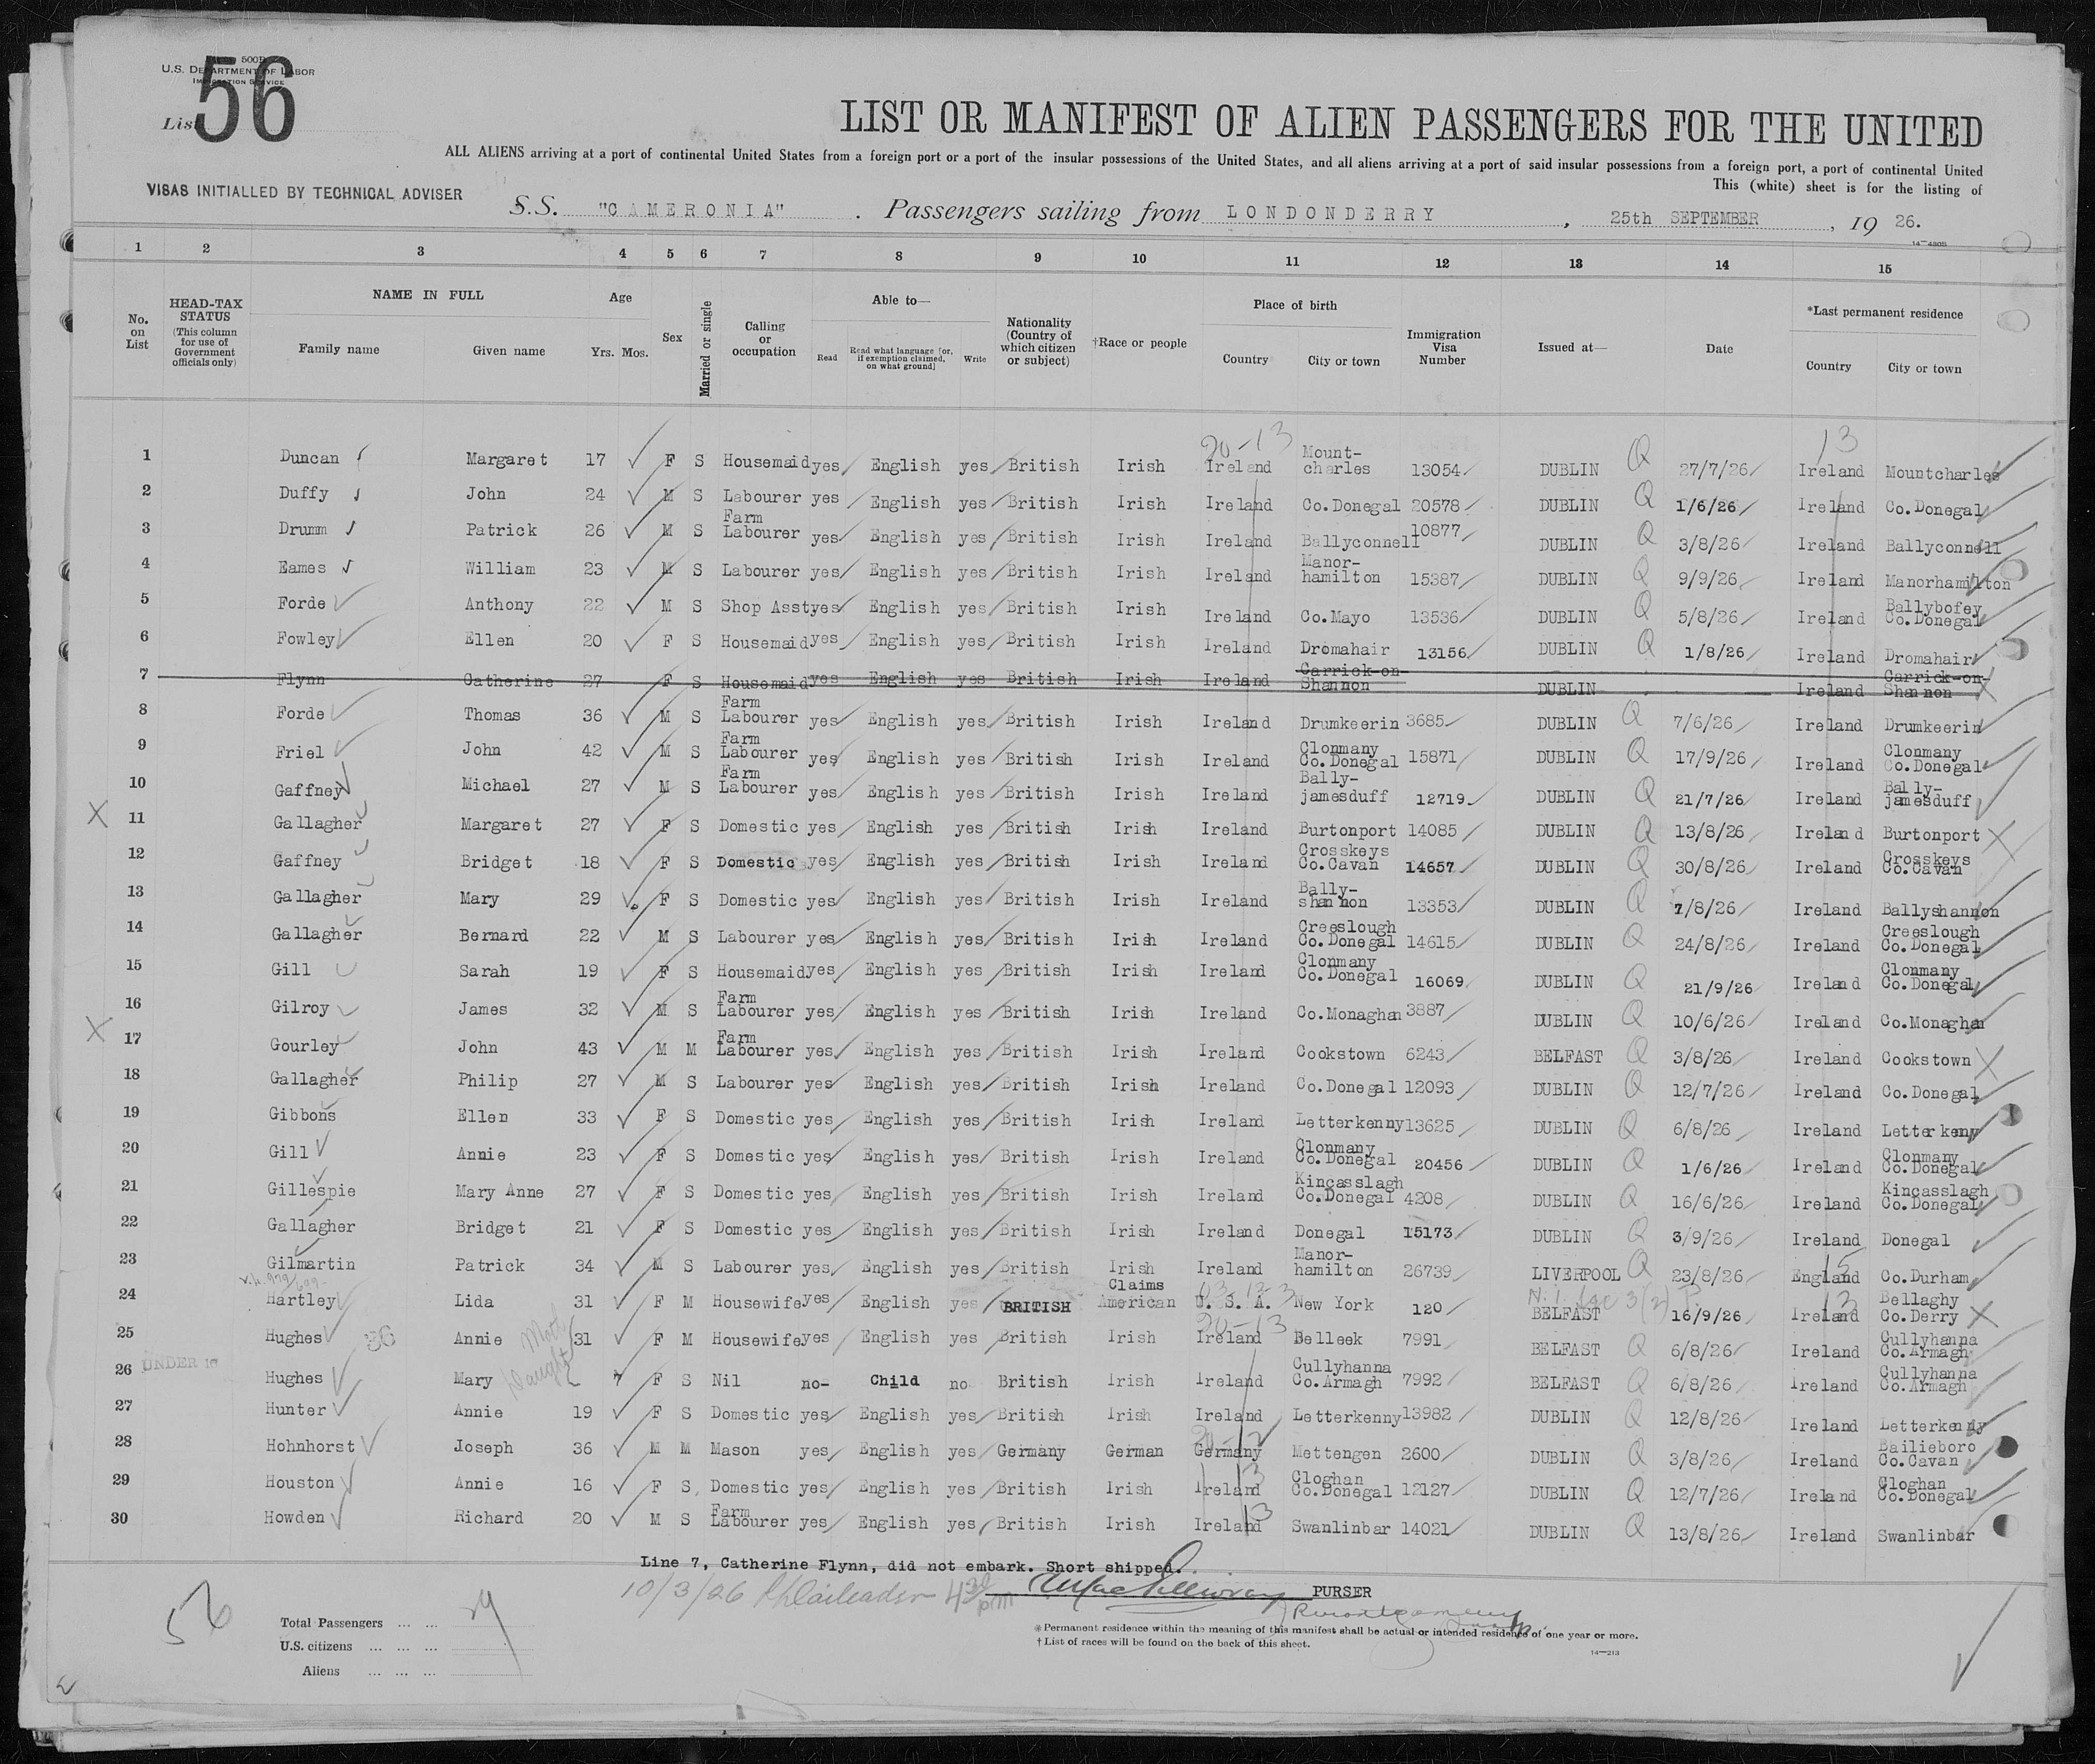 500B
U.S. DEPARTMENT OF LABOR
IMMIGRATION SERVICE
List 56
LIST OR MANIFEST OF ALIEN PASSENGERS FOR THE UNITED
ALL ALIENS arriving at a port of continental United States from a foreign port or a port of the insular possessions of the United States, and all aliens arriving at a port of said insular possessions from a foreign port, a port of continental United
This (white) sheet is for the listing of
VISAS INITIALLED BY TECHNICAL ADVISER
S.S. "CAMERONIA". Passengers sailing from LONDONDERRY, 25th SEPTEMBER, 19 26.
14-4808
1 2 3 4 5 6 7 8 9 10 11 12 13 14 15
No. on List
HEAD-TAX STATUS (This column for use of Government officials only)
NAME IN FULL
Family name Given name
Age
Yrs. Mos.
Sex
Married or single
Calling or occupation
Able to—
Read Read what language [or, if exemption claimed, on what ground] Write
Nationality (Country of which citizen or subject)
†Race or people
Place of birth
Country City or town
Immigration Visa Number
Issued at—
Date
*Last permanent residence
Country City or town
20-13 13
1 Duncan Margaret 17 F S Housemaid yes English yes British Irish Ireland Mount-charles 13054 DUBLIN Q 27/7/26 Ireland Mountcharles
2 Duffy John 24 M S Labourer yes English yes British Irish Ireland Co.Donegal 20578 DUBLIN Q 1/6/26 Ireland Co.Donegal
3 Drumm Patrick 26 M S Farm Labourer yes English yes British Irish Ireland Ballyconnell 10877 DUBLIN Q 3/8/26 Ireland Ballyconnell
4 Eames William 23 M S Labourer yes English yes British Irish Ireland Manor-hamilton 15387 DUBLIN Q 9/9/26 Ireland Manorhamilton
5 Forde Anthony 22 M S Shop Asst yes English yes British Irish Ireland Co.Mayo 13536 DUBLIN Q 5/8/26 Ireland Ballybofey Co.Donegal
6 Fowley Ellen 20 F S Housemaid yes English yes British Irish Ireland Dromahair 13156 DUBLIN Q 1/8/26 Ireland Dromahair
7 Flynn Catherine 27 F S Housemaid yes English yes British Irish Ireland Carrick-on-Shannon DUBLIN Ireland Carrick-on-Shannon X
8 Forde Thomas 36 M S Farm Labourer yes English yes British Irish Ireland Drumkeerin 3685 DUBLIN Q 7/6/26 Ireland Drumkeerin
9 Friel John 42 M S Farm Labourer yes English yes British Irish Ireland Clonmany Co.Donegal 15871 DUBLIN Q 17/9/26 Ireland Clonmany Co.Donegal
10 Gaffney Michael 27 M S Farm Labourer yes English yes British Irish Ireland Bally-jamesduff 12719 DUBLIN Q 21/7/26 Ireland Bally-jamesduff
X 11 Gallagher Margaret 27 F S Domestic yes English yes British Irish Ireland Burtonport 14085 DUBLIN Q 13/8/26 Ireland Burtonport X
12 Gaffney Bridget 18 F S Domestic yes English yes British Irish Ireland Crosskeys Co.Cavan 14657 DUBLIN Q 30/8/26 Ireland Crosskeys Co.Cavan
13 Gallagher Mary 29 F S Domestic yes English yes British Irish Ireland Bally-shannon 13353 DUBLIN Q 7/8/26 Ireland Ballyshannon
14 Gallagher Bernard 22 M S Labourer yes English yes British Irish Ireland Creeslough Co.Donegal 14615 DUBLIN Q 24/8/26 Ireland Creeslough Co.Donegal
15 Gill Sarah 19 F S Housemaid yes English yes British Irish Ireland Clonmany Co.Donegal 16069 DUBLIN Q 21/9/26 Ireland Clonmany Co.Donegal
16 Gilroy James 32 M S Farm Labourer yes English yes British Irish Ireland Co.Monaghan 3887 DUBLIN Q 10/6/26 Ireland Co.Monaghan
X 17 Gourley John 43 M M Farm Labourer yes English yes British Irish Ireland Cookstown 6243 BELFAST Q 3/8/26 Ireland Cookstown X
18 Gallagher Philip 27 M S Labourer yes English yes British Irish Ireland Co.Donegal 12093 DUBLIN Q 12/7/26 Ireland Co.Donegal
19 Gibbons Ellen 33 F S Domestic yes English yes British Irish Ireland Letterkenny 13625 DUBLIN Q 6/8/26 Ireland Letterkeny
20 Gill Annie 23 F S Domestic yes English yes British Irish Ireland Clonmany Co.Donegal 20456 DUBLIN Q 1/6/26 Ireland Clonmany Co.Donegal
21 Gillespie Mary Anne 27 F S Domestic yes English yes British Irish Ireland Kincasslagh Co.Donegal 4208 DUBLIN Q 16/6/26 Ireland Kincasslagh Co.Donegal
22 Gallagher Bridget 21 F S Domestic yes English yes British Irish Ireland Donegal 15173 DUBLIN Q 3/9/26 Ireland Donegal
23 Gilmartin Patrick 34 M S Labourer yes English yes British Irish Ireland Manor-hamilton 26739 LIVERPOOL Q 23/8/26 England 15 Co.Durham
24 Hartley Lida 31 F M Housewife yes English yes BRITISH Claims American U.S.A. New York 120 BELFAST 16/9/26 Ireland 13 Bellaghy Co.Derry X
25 Hughes 36 Annie 31 F M Housewife yes English yes British Irish 20-13 Ireland Belleek 7991 BELFAST Q 6/8/26 Ireland Cullyhanna Co.Armagh
26 UNDER 16 Hughes Mary 7 F S Nil no- Child no British Irish Ireland Cullyhanna Co.Armagh 7992 BELFAST Q 6/8/26 Ireland Cullyhanna Co.Armagh
27 Hunter Annie 19 F S Domestic yes English yes British Irish Ireland Letterkenny 13982 DUBLIN Q 12/8/26 Ireland Letterkenny
28 Hohnhorst Joseph 36 M M Mason yes English yes Germany German Germany Mettengen 2600 DUBLIN Q 3/8/26 Ireland Bailieboro Co.Cavan
29 Houston Annie 16 F S Domestic yes English yes British Irish Ireland 13 Cloghan Co.Donegal 12127 DUBLIN Q 12/7/26 Ireland Cloghan Co.Donegal
30 Howden Richard 20 M S Farm Labourer yes English yes British Irish Ireland 13 Swanlinbar 14021 DUBLIN Q 13/8/26 Ireland Swanlinbar
Line 7, Catherine Flynn, did not embark. Short shipped.
10/3/26 430 pm PURSER
56
Total Passengers ... ... 29
U.S. citizens ... ... ...
Aliens ... ... ...
* Permanent residence within the meaning of this manifest shall be actual or intended residence of one year or more.
† List of races will be found on the back of this sheet.
14-213